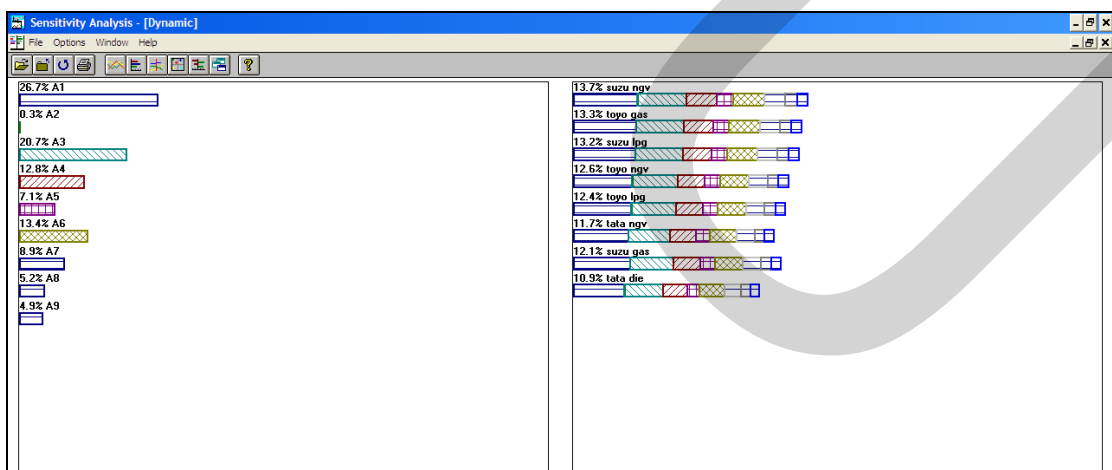 Sensitivity Analysis - [Dynamic]
File Options Window Help
26.7% A1
0.3% A2
20.7% A3
12.8% A4
7.1% A5
13.4% A6
8.9% A7
5.2% A8
4.9% A9
13.7% suzu ngv
13.3% toyo gas
13.2% suzu lpg
12.6% toyo ngv
12.4% toyo lpg
11.7% tata ngv
12.1% suzu gas
10.9% tata die